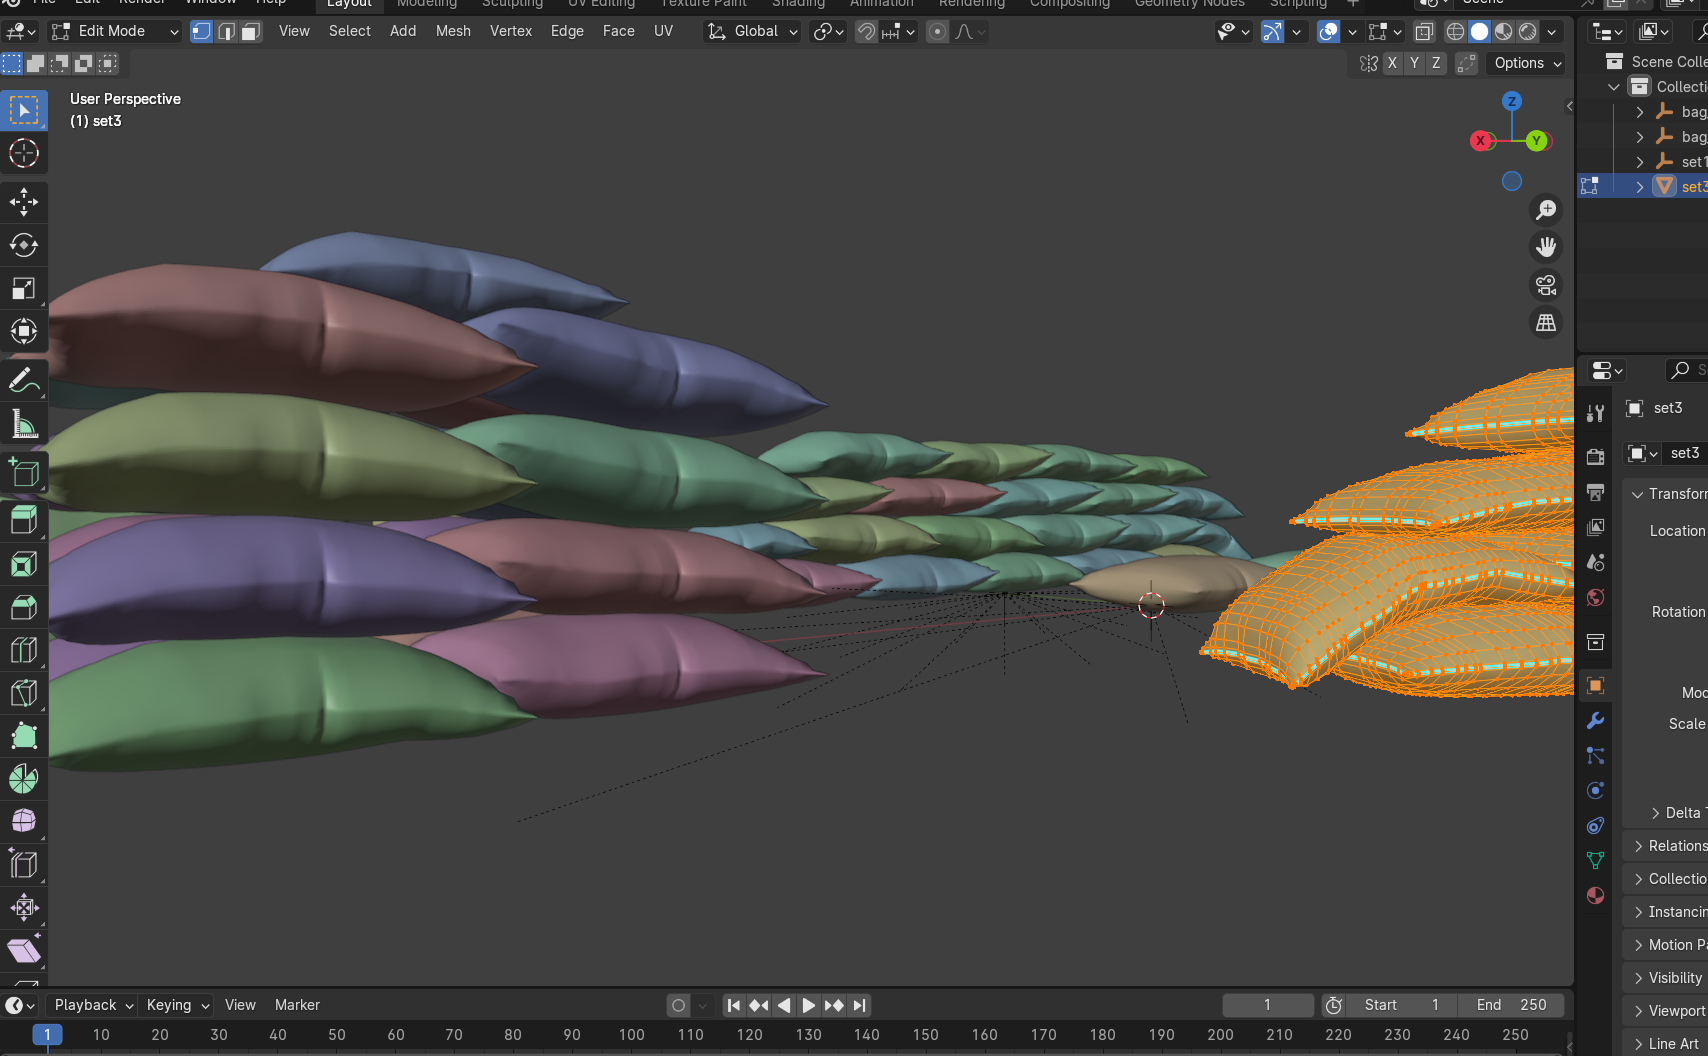 File Edit Render Window Help Layout Modeling Sculpting UV Editing Texture Paint Shading Animation Rendering Compositing Geometry Nodes Scripting + Scene
Edit Mode View Select Add Mesh Vertex Edge Face UV Global
X Y Z Options
User Perspective
(1) set3
Z
X Y
Scene Colle
Collecti
bag
bag
set1
set3
set3
set3
Transfor
Location
Rotation
Mod
Scale
Delta T
Relations
Collectio
Instancin
Motion Pa
Visibility
Viewport
Line Art
Playback Keying View Marker 1 Start 1 End 250
1 10 20 30 40 50 60 70 80 90 100 110 120 130 140 150 160 170 180 190 200 210 220 230 240 250